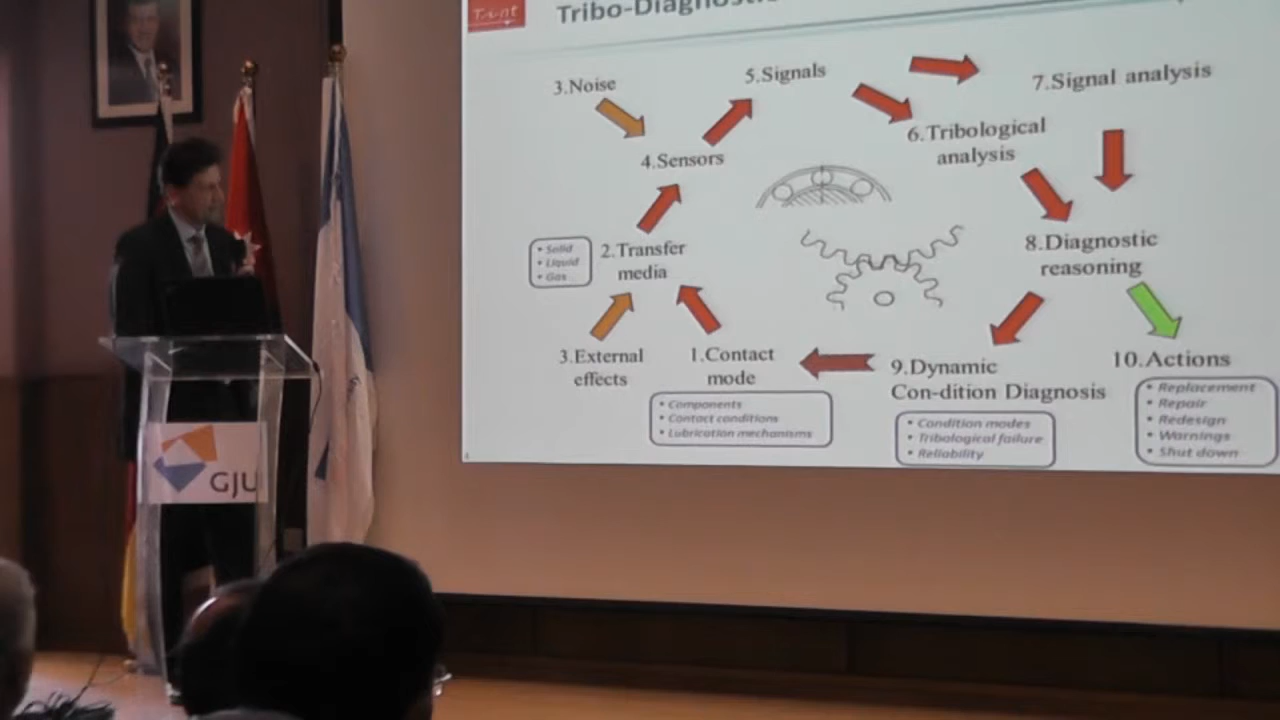 Tribo-Diagnostic
3.Noise
5.Signals
7.Signal analysis
4.Sensors
6.Tribological
analysis
• Solid
• Liquid
• Gas
2.Transfer
media
8.Diagnostic
reasoning
3.External
effects
1.Contact
mode
9.Dynamic
Con-dition Diagnosis
10.Actions
• Components
• Contact conditions
• Lubrication mechanisms
• Condition modes
• Tribological failure
• Reliability
• Replacement
• Repair
• Redesign
• Warnings
• Shut down
GJU